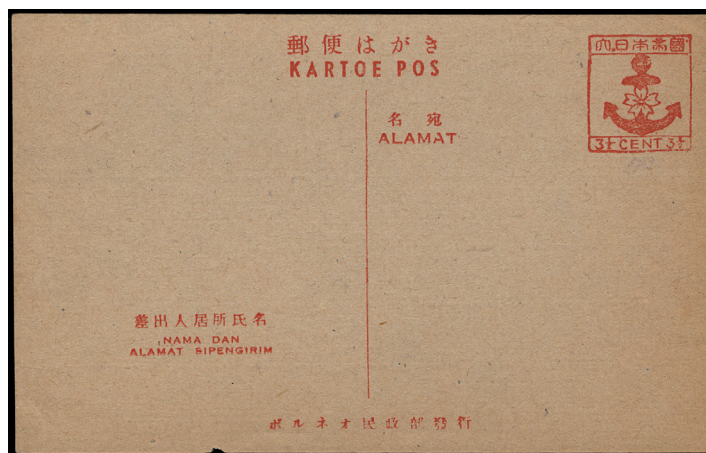 郵便はがき
KARTOE POS
大日本帝國
3½ CENT 3½
名宛
ALAMAT
差出人居所氏名
NAMA DAN
ALAMAT SIPENGIRIM
ボルネオ民政部發行